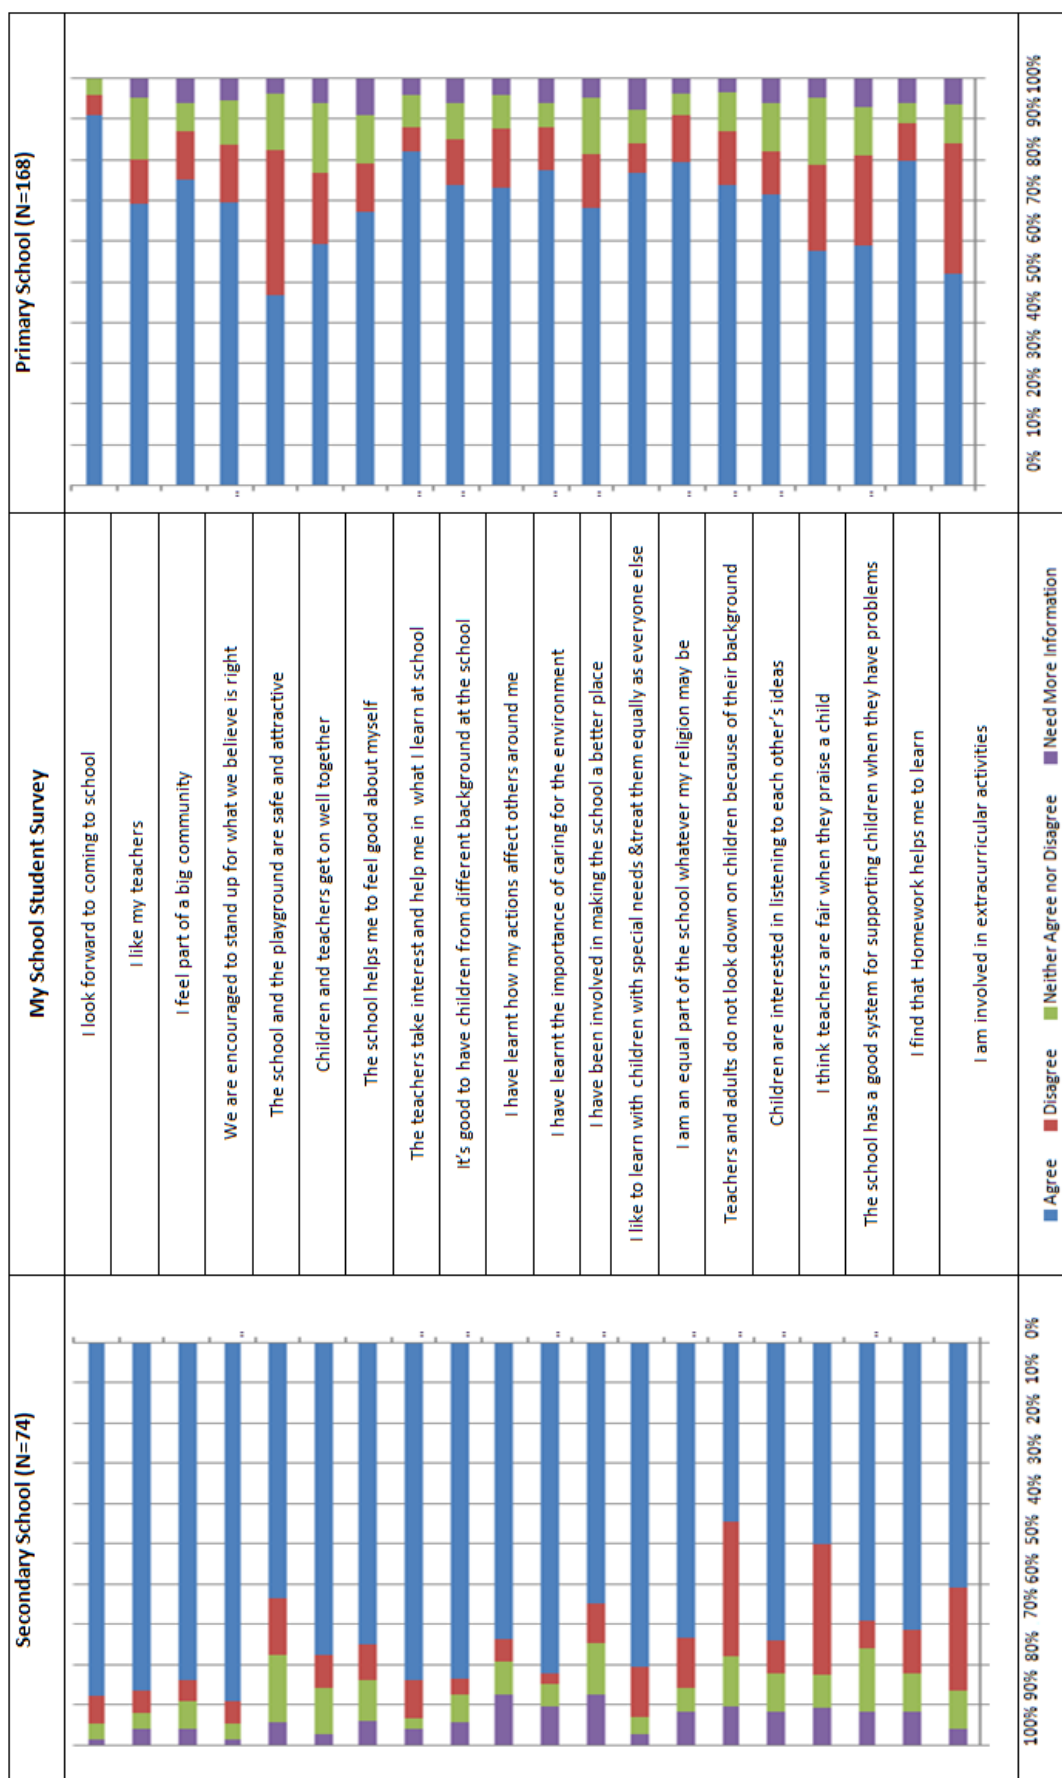 Secondary School (N=74)
My School Student Survey
Primary School (N=168)
I look forward to coming to school
I like my teachers
I feel part of a big community
We are encouraged to stand up for what we believe is right
The school and the playground are safe and attractive
Children and teachers get on well together
The school helps me to feel good about myself
The teachers take interest and help me in what I learn at school
It's good to have children from different background at the school
I have learnt how my actions affect others around me
I have learnt the importance of caring for the environment
I have been involved in making the school a better place
I like to learn with children with special needs &treat them equally as everyone else
I am an equal part of the school whatever my religion may be
Teachers and adults do not look down on children because of their background
Children are interested in listening to each other's ideas
I think teachers are fair when they praise a child
The school has a good system for supporting children when they have problems
I find that Homework helps me to learn
I am involved in extracurricular activities
100% 90% 80% 70% 60% 50% 40% 30% 20% 10% 0%
Agree Disagree Neither Agree nor Disagree Need More Information
0% 10% 20% 30% 40% 50% 60% 70% 80% 90% 100%